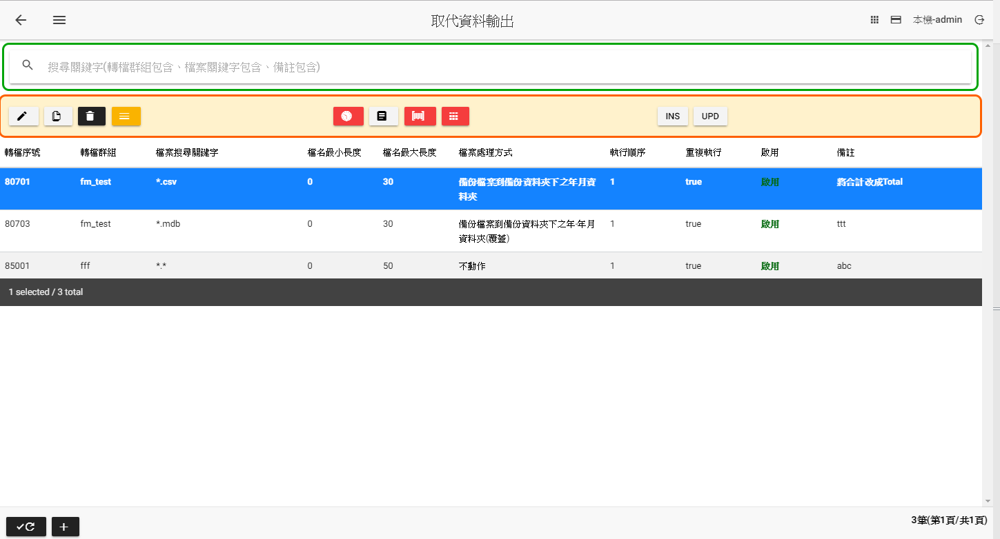 取代資料輸出
本機-admin
搜尋關鍵字(轉檔群組包含、檔案關鍵字包含、備註包含)
INS UPD
轉檔序號 轉檔群組 檔案搜尋關鍵字 檔名最小長度 檔名最大長度 檔案處理方式 執行順序 重複執行 啟用 備註
80701 fm_test *.csv 0 30 備份檔案到備份資料夾下之年月資 1 true 啟用 將合計改成Total
料夾
80703 fm_test *.mdb 0 30 備份檔案到備份資料夾下之年-年月 1 true 啟用 ttt
資料夾(覆蓋)
85001 fff *.* 0 50 不動作 1 true 啟用 abc
1 selected / 3 total
3筆(第1頁/共1頁)